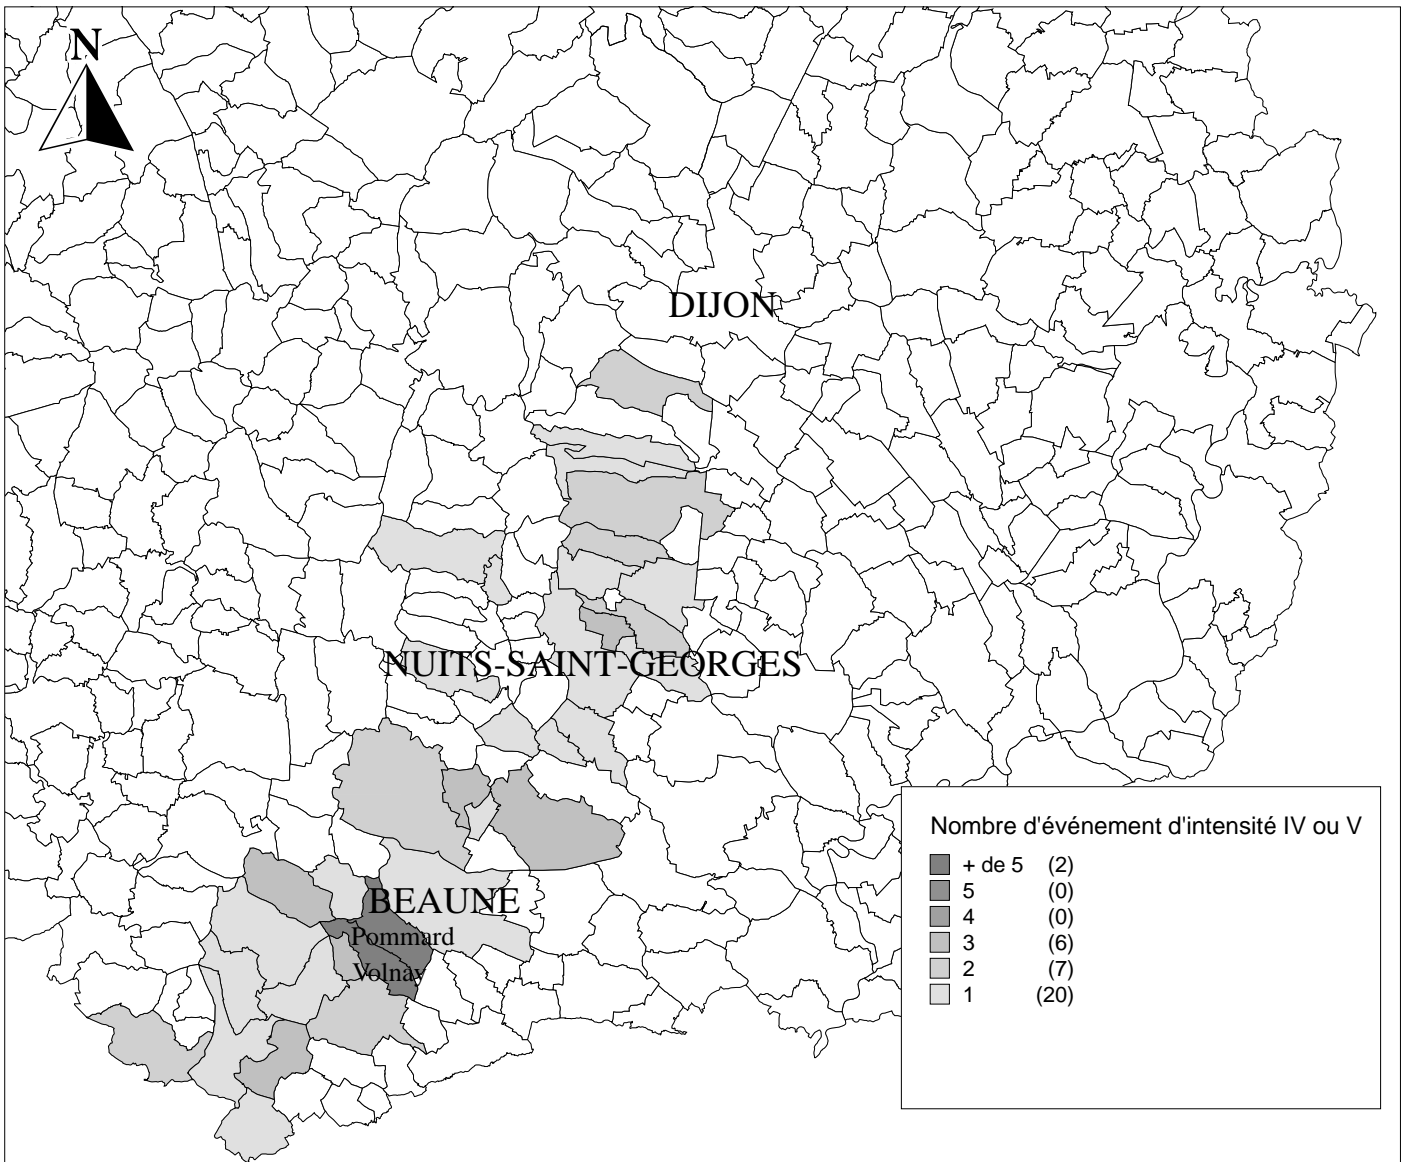 N
DIJON
NUITS-SAINT-GEORGES
BEAUNE
Pommard
Volnay
Nombre d'événement d'intensité IV ou V
+ de 5 (2)
5 (0)
4 (0)
3 (6)
2 (7)
1 (20)